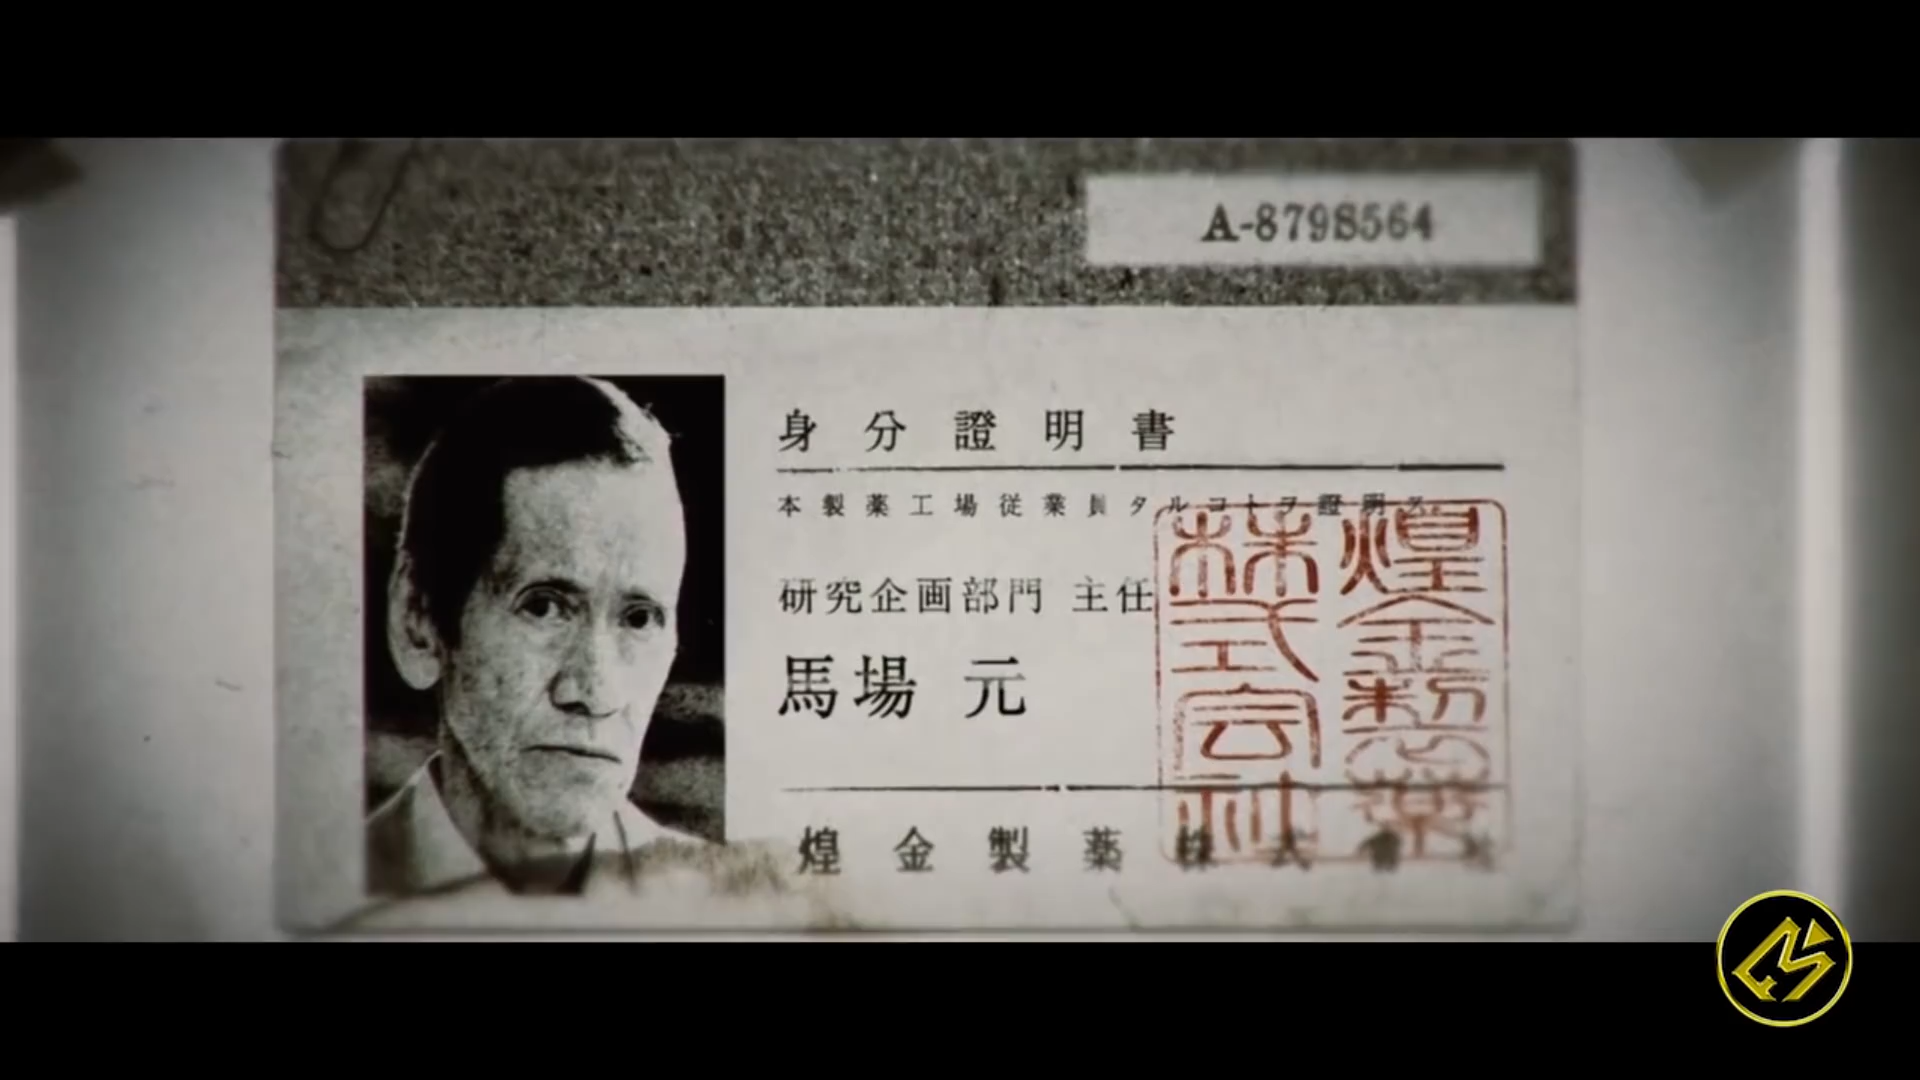 A-8798564
身分證明書
本製薬工場従業員タルコトヲ證明ス
研究企画部門 主任
馬場 元
煌金製薬株式會社
煌金製薬
株式会社